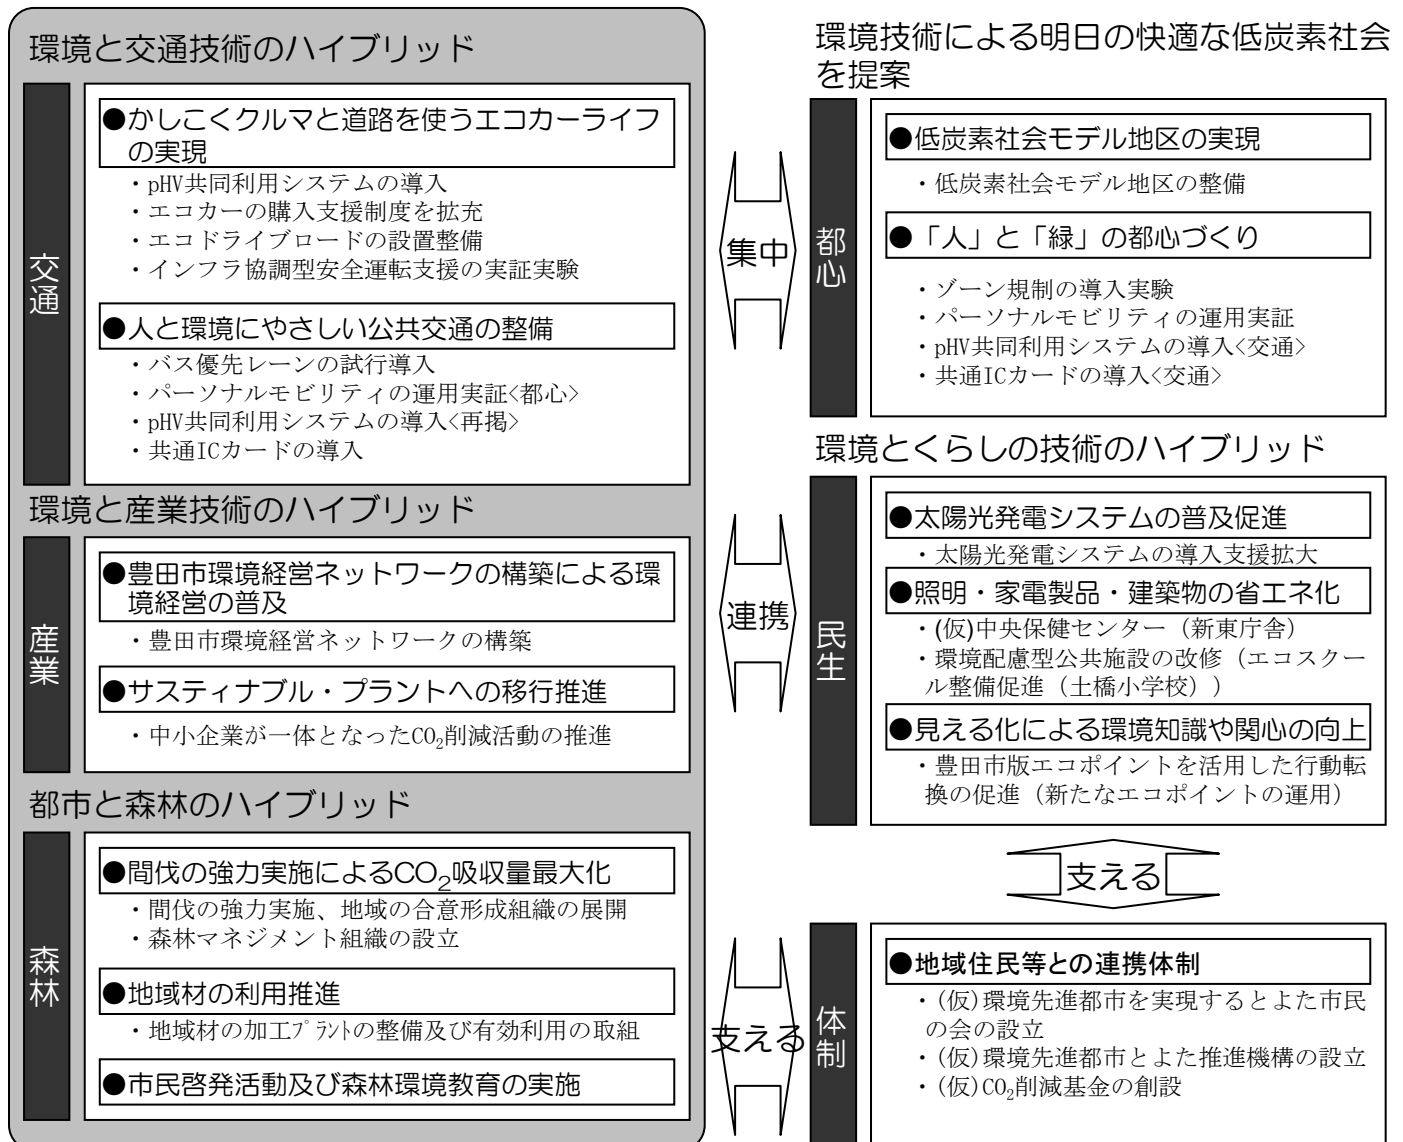 環境と交通技術のハイブリッド
交通
●かしこくクルマと道路を使うエコカーライフ
の実現
・pHV共同利用システムの導入
・エコカーの購入支援制度を拡充
・エコドライブロードの設置整備
・インフラ協調型安全運転支援の実証実験
●人と環境にやさしい公共交通の整備
・バス優先レーンの試行導入
・パーソナルモビリティの運用実証<都心>
・pHV共同利用システムの導入<再掲>
・共通ICカードの導入
環境と産業技術のハイブリッド
産業
●豊田市環境経営ネットワークの構築による環
境経営の普及
・豊田市環境経営ネットワークの構築
●サスティナブル・プラントへの移行推進
・中小企業が一体となったCO₂削減活動の推進
都市と森林のハイブリッド
森林
●間伐の強力実施によるCO₂吸収量最大化
・間伐の強力実施、地域の合意形成組織の展開
・森林マネジメント組織の設立
●地域材の利用推進
・地域材の加工ﾌﾟﾗﾝﾄの整備及び有効利用の取組
●市民啓発活動及び森林環境教育の実施
集中
連携
支える
環境技術による明日の快適な低炭素社会
を提案
都心
●低炭素社会モデル地区の実現
・低炭素社会モデル地区の整備
●「人」と「緑」の都心づくり
・ゾーン規制の導入実験
・パーソナルモビリティの運用実証
・pHV共同利用システムの導入<交通>
・共通ICカードの導入<交通>
環境とくらしの技術のハイブリッド
民生
●太陽光発電システムの普及促進
・太陽光発電システムの導入支援拡大
●照明・家電製品・建築物の省エネ化
・(仮)中央保健センター（新東庁舎）
・環境配慮型公共施設の改修（エコスクー
ル整備促進（土橋小学校））
●見える化による環境知識や関心の向上
・豊田市版エコポイントを活用した行動転
換の促進（新たなエコポイントの運用）
支える
体制
●地域住民等との連携体制
・(仮)環境先進都市を実現するとよた市民
の会の設立
・(仮)環境先進都市とよた推進機構の設立
・(仮)CO₂削減基金の創設